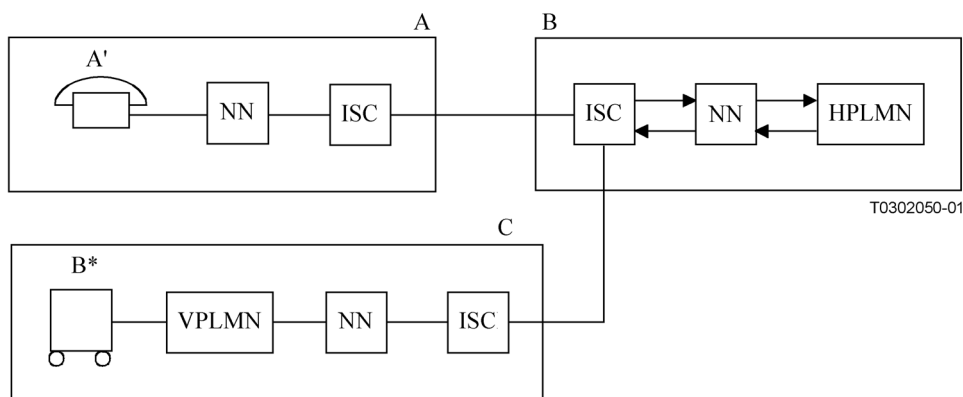 A B
A'
NN ISC ISC NN HPLMN
T0302050-01
C
B*
VPLMN NN ISC